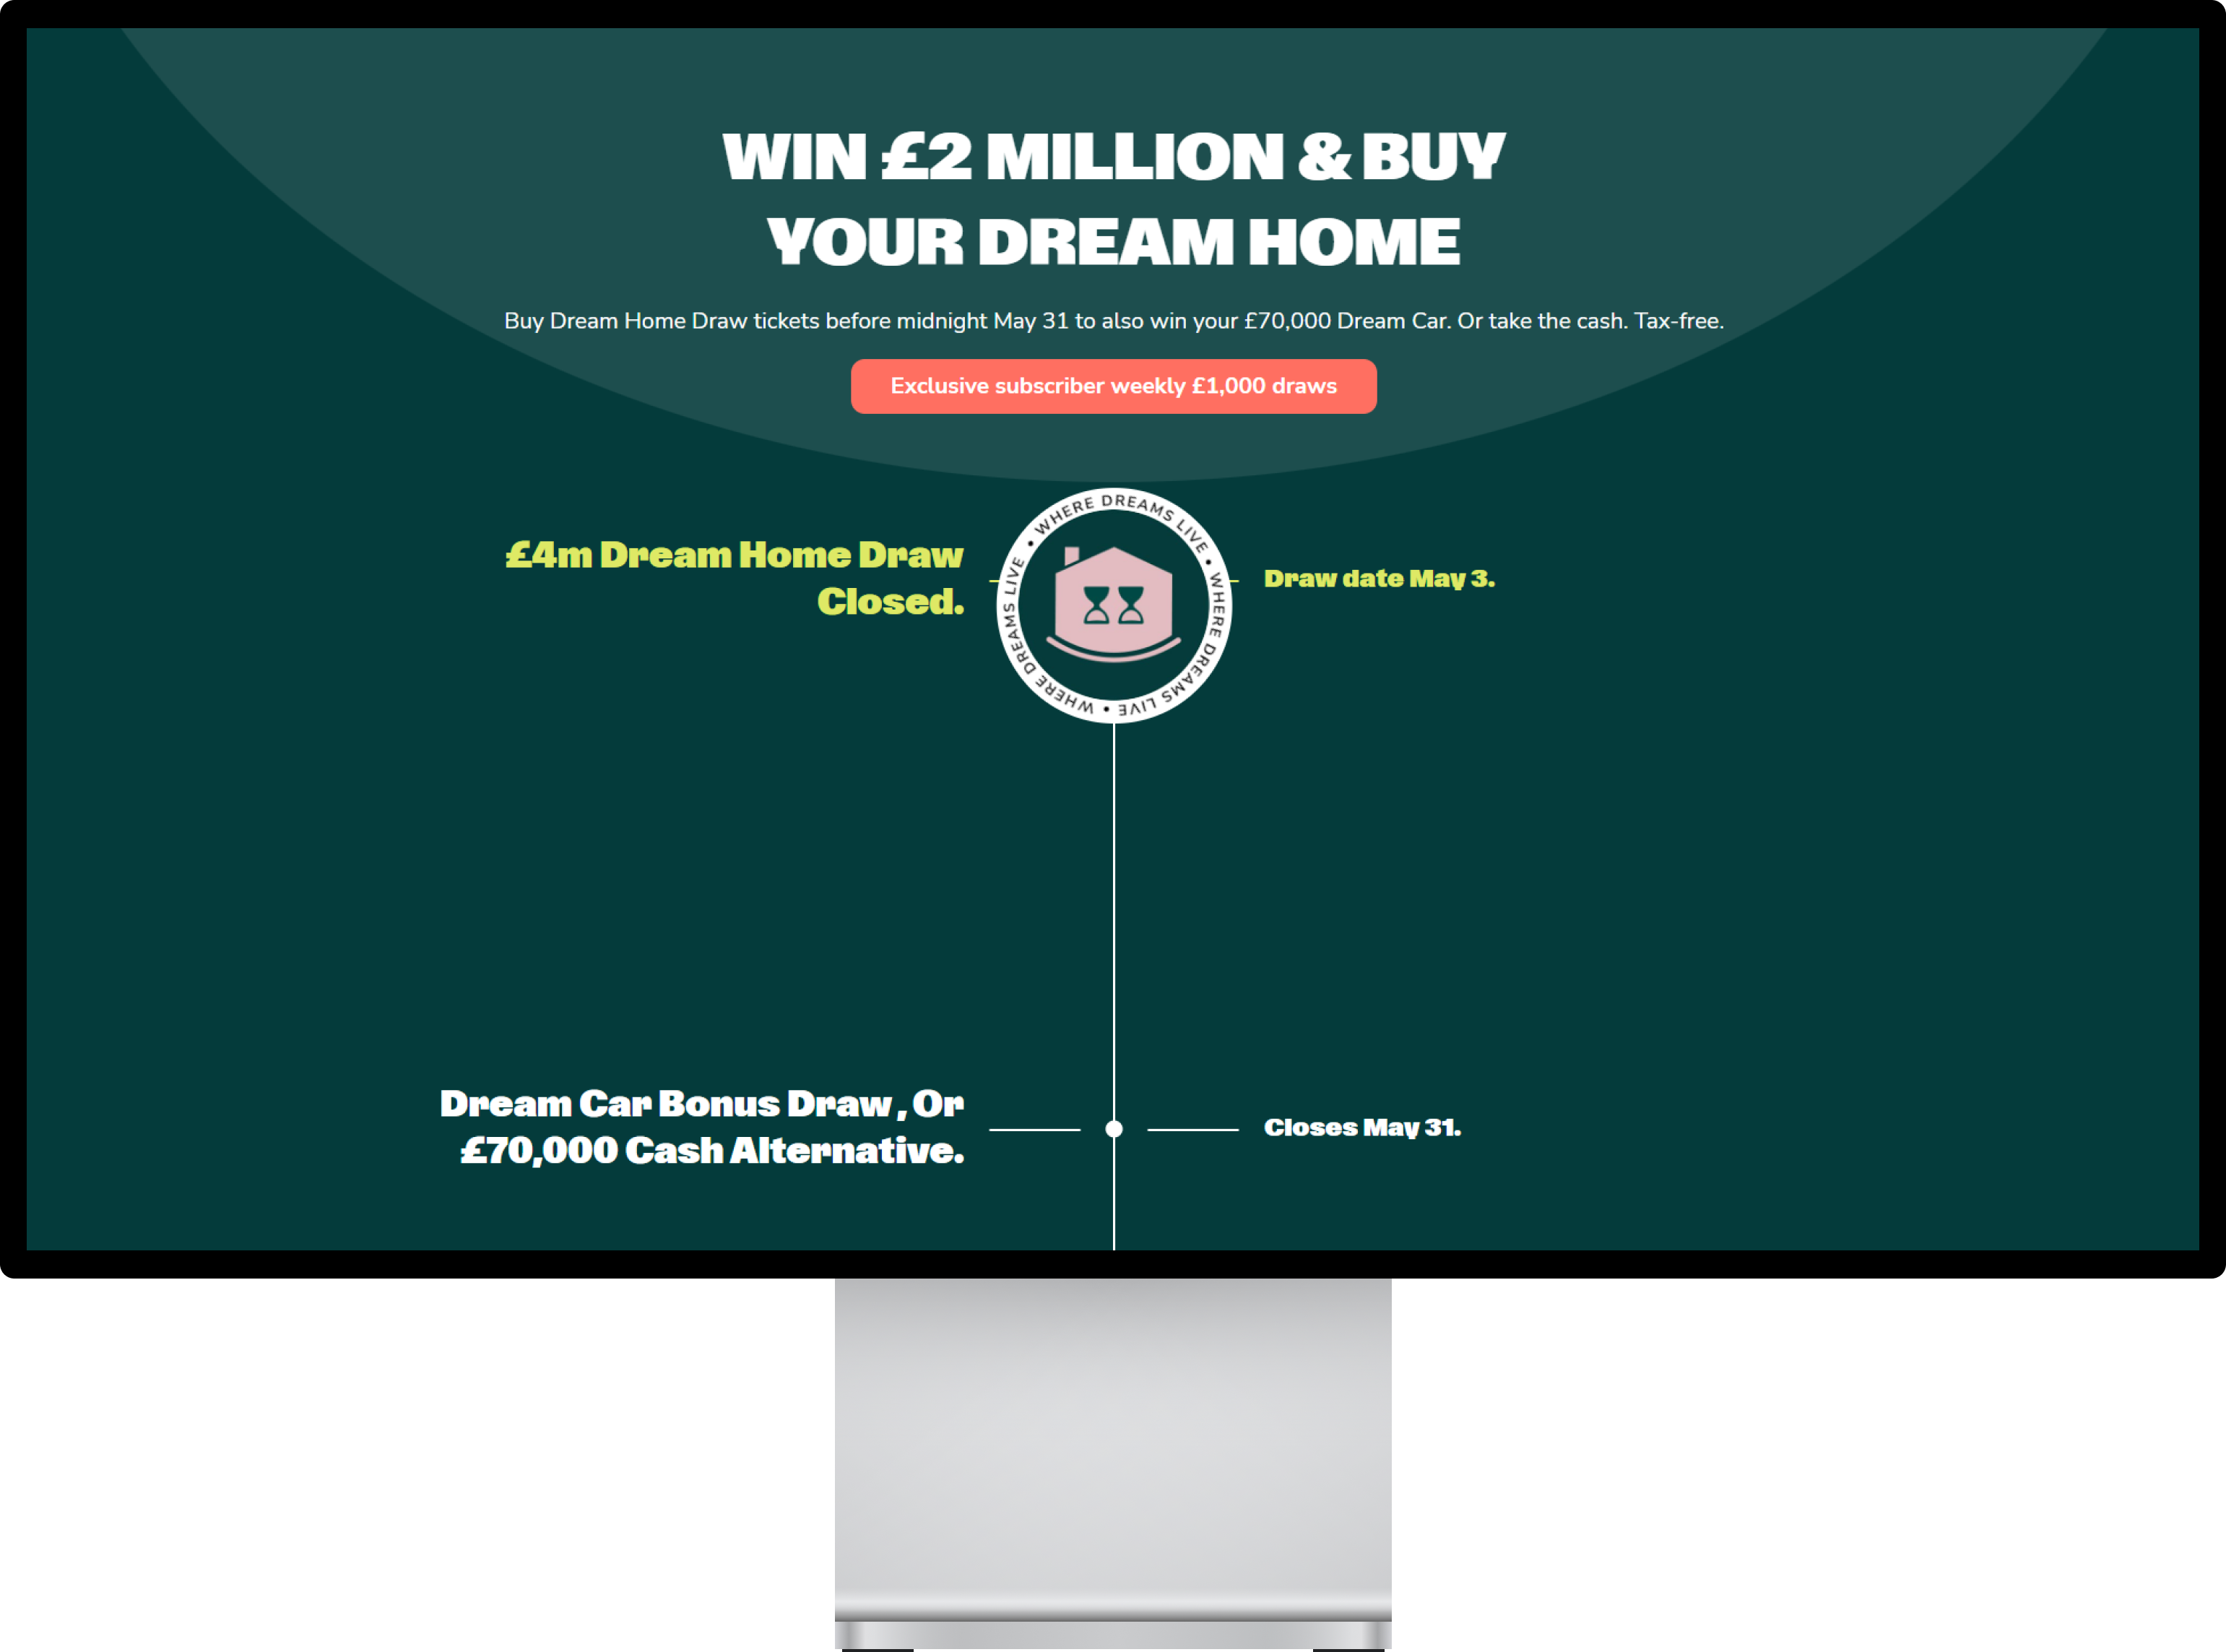 WIN £2 MILLION & BUY
YOUR DREAM HOME
Buy Dream Home Draw tickets before midnight May 31 to also win your £70,000 Dream Car. Or take the cash. Tax-free.
Exclusive subscriber weekly £1,000 draws
£4m Dream Home Draw
Closed.
WHERE DREAMS LIVE • WHERE DREAMS LIVE • WHERE DREAMS LIVE •
Draw date May 3.
Dream Car Bonus Draw , Or
£70,000 Cash Alternative.
Closes May 31.